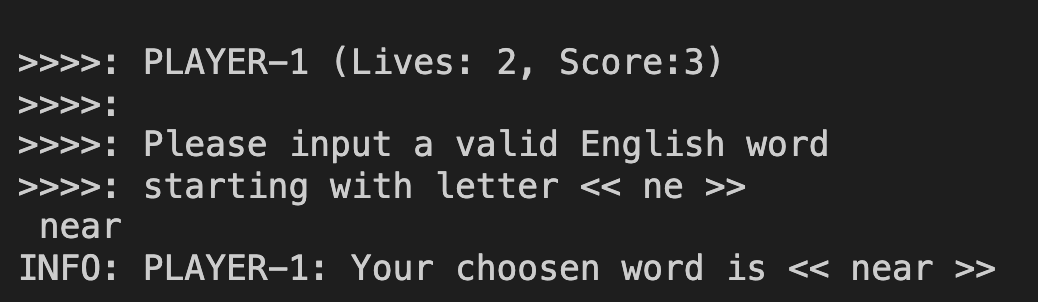 >>>>: PLAYER-1 (Lives: 2, Score:3)
>>>>:
>>>>: Please input a valid English word
>>>>: starting with letter << ne >>
near
INFO: PLAYER-1: Your choosen word is << near >>